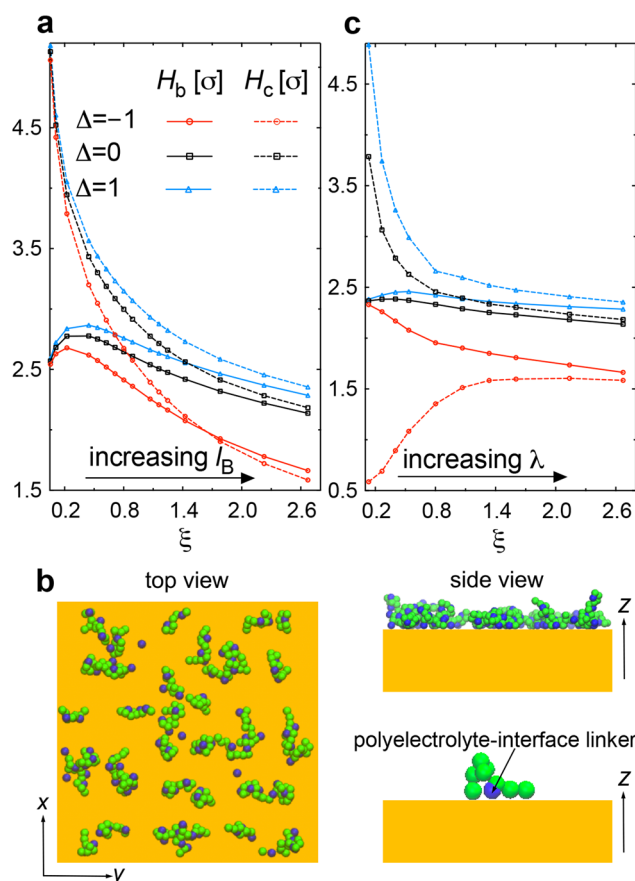 a
c
H_b [σ] H_c [σ]
Δ=−1
Δ=0
Δ=1
4.5
3.5
2.5
1.5
increasing l_B
0.2 0.8 1.4 2.0 2.6
ξ
4.5
3.5
2.5
1.5
0.5
increasing λ
0.2 0.8 1.4 2.0 2.6
ξ
b
top view
x
y
side view
z
polyelectrolyte-interface linker
z